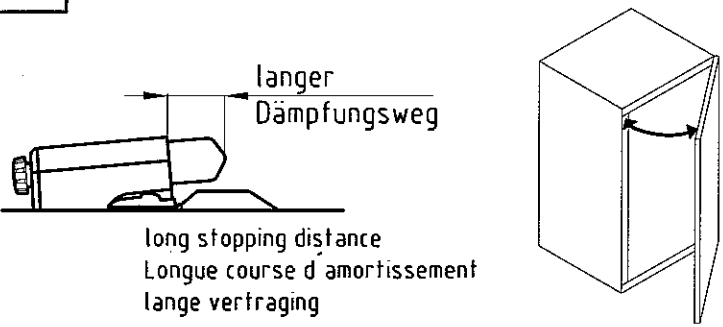 langer
Dämpfungsweg
long stopping distance
Longue course d'amortissement
lange vertraging